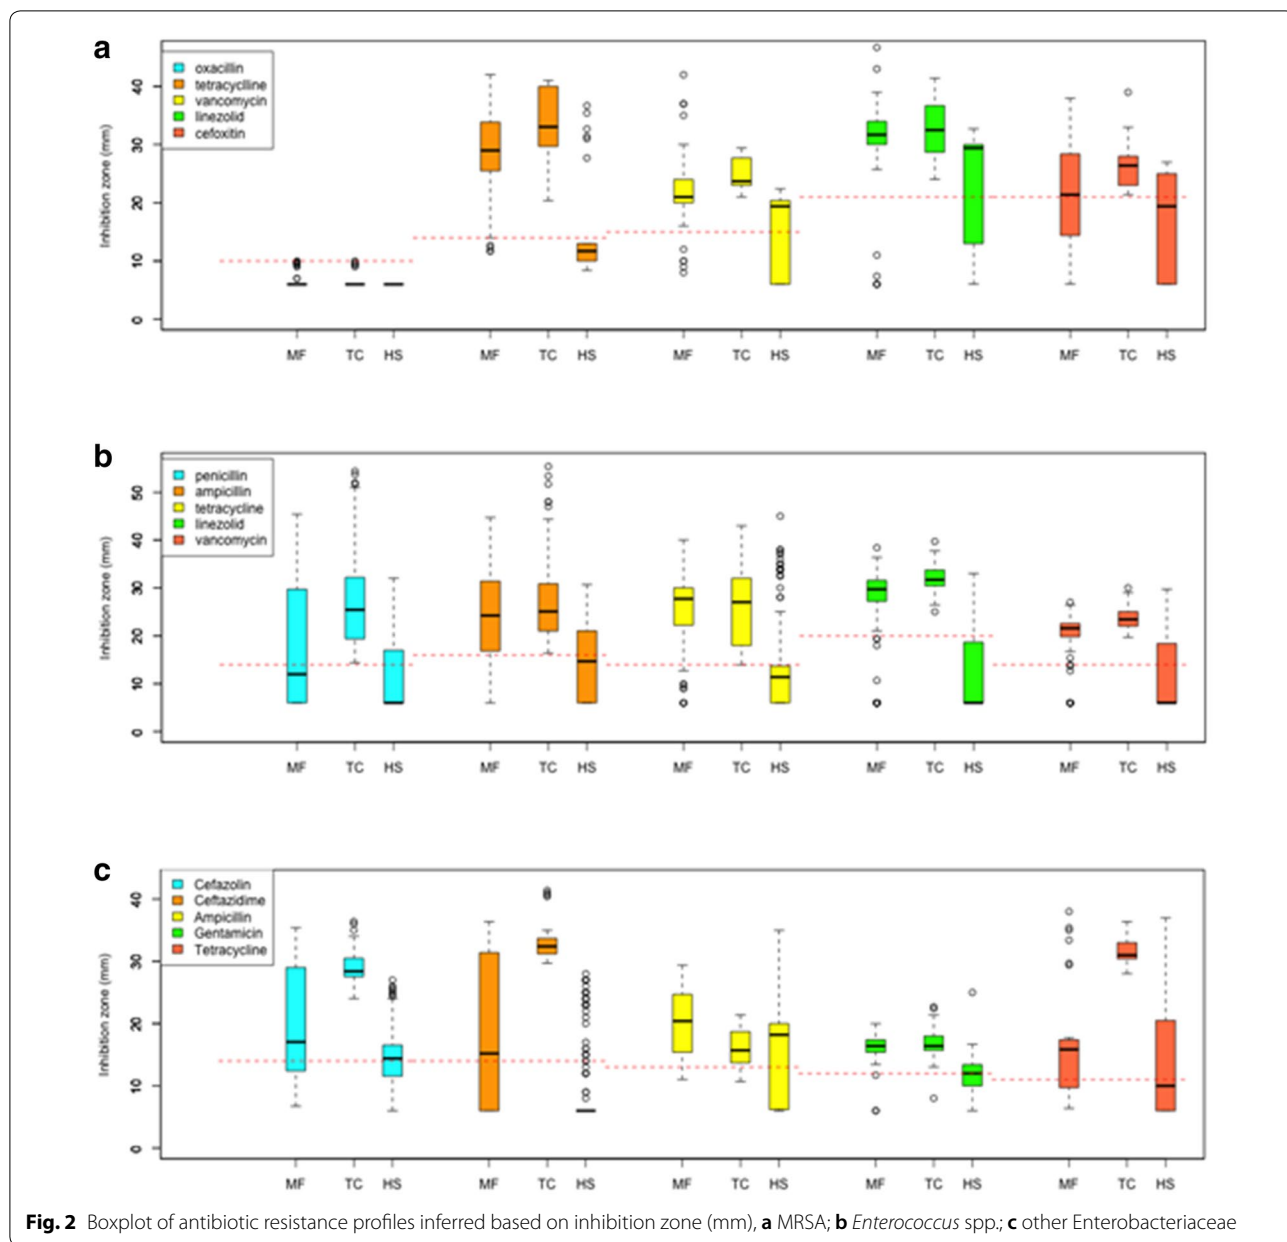 a
oxacillin
tetracyclline
vancomycin
linezolid
cefoxitin
Inhibition zone (mm)
40
30
20
10
0
MF TC HS MF TC HS MF TC HS MF TC HS MF TC HS
b
penicillin
ampicillin
tetracycline
linezolid
vancomycin
Inhibition zone (mm)
50
40
30
20
10
0
MF TC HS MF TC HS MF TC HS MF TC HS MF TC HS
c
Cefazolin
Ceftazidime
Ampicillin
Gentamicin
Tetracycline
Inhibition zone (mm)
40
30
20
10
0
MF TC HS MF TC HS MF TC HS MF TC HS MF TC HS
Fig. 2 Boxplot of antibiotic resistance profiles inferred based on inhibition zone (mm), a MRSA; b Enterococcus spp.; c other Enterobacteriaceae